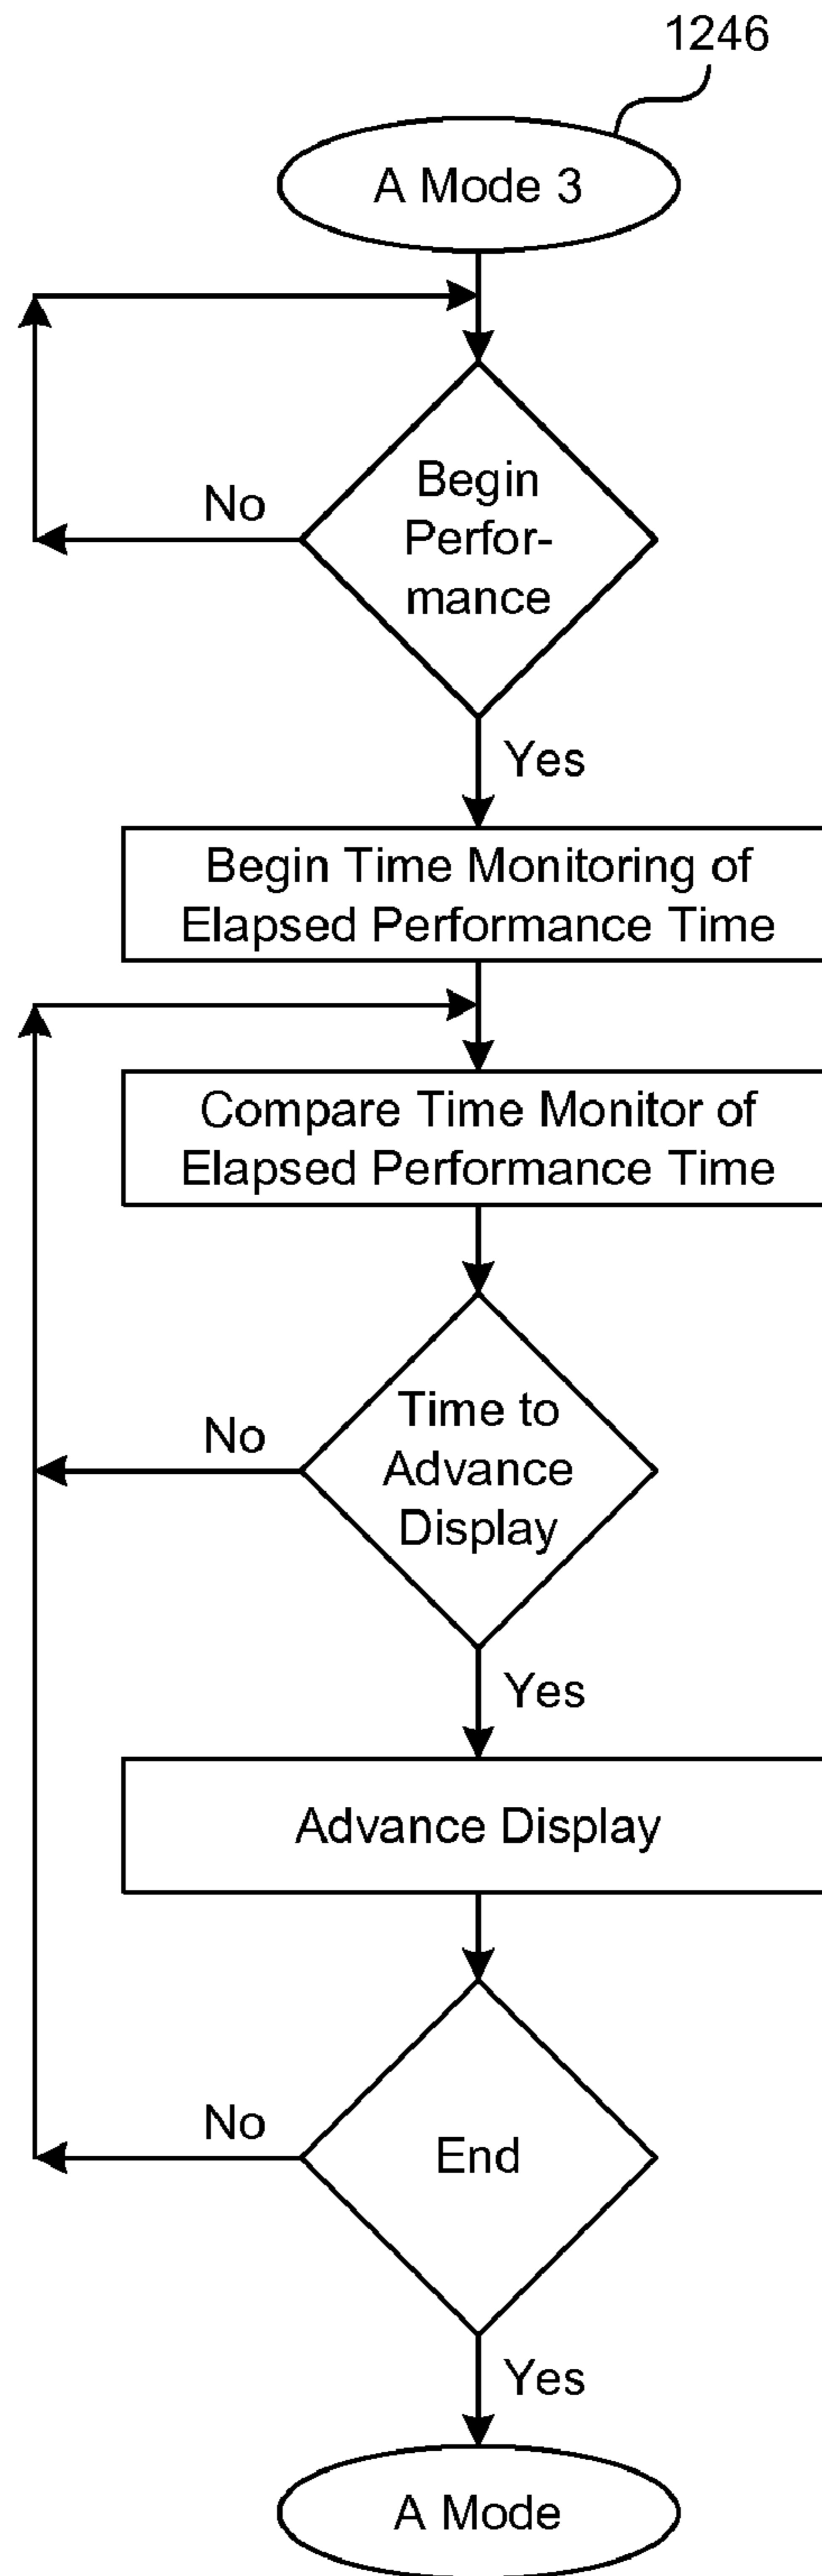 1246
A Mode 3
Begin
Perfor-
mance
No
Yes
Begin Time Monitoring of
Elapsed Performance Time
Compare Time Monitor of
Elapsed Performance Time
Time to
Advance
Display
No
Yes
Advance Display
End
No
Yes
A Mode